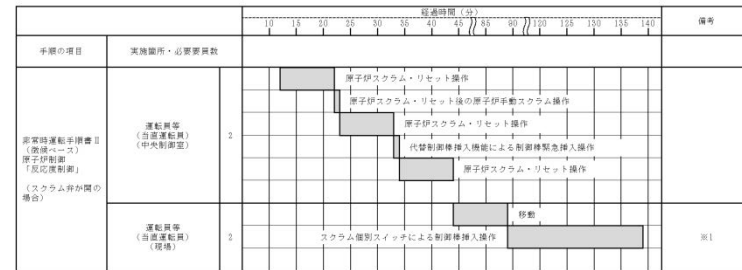 経過時間(分)
10 15 20 25 30 35 40 45 85 90 120 125 130 135 140
備考
手順の項目
実施箇所・必要要員数
原子炉スクラム・リセット操作
原子炉スクラム・リセット後の原子炉手動スクラム操作
原子炉スクラム・リセット操作
代替制御棒挿入機能による制御棒緊急挿入操作
原子炉スクラム・リセット操作
非常時運転手順書Ⅱ
(徴候ベース)
原子炉制御
「反応度制御」
(スクラム弁が閉の
場合)
運転員等
(当直運転員)
(中央制御室)
2
移動
スクラム個別スイッチによる制御棒挿入操作
運転員等
(当直運転員)
(現場)
2
※1